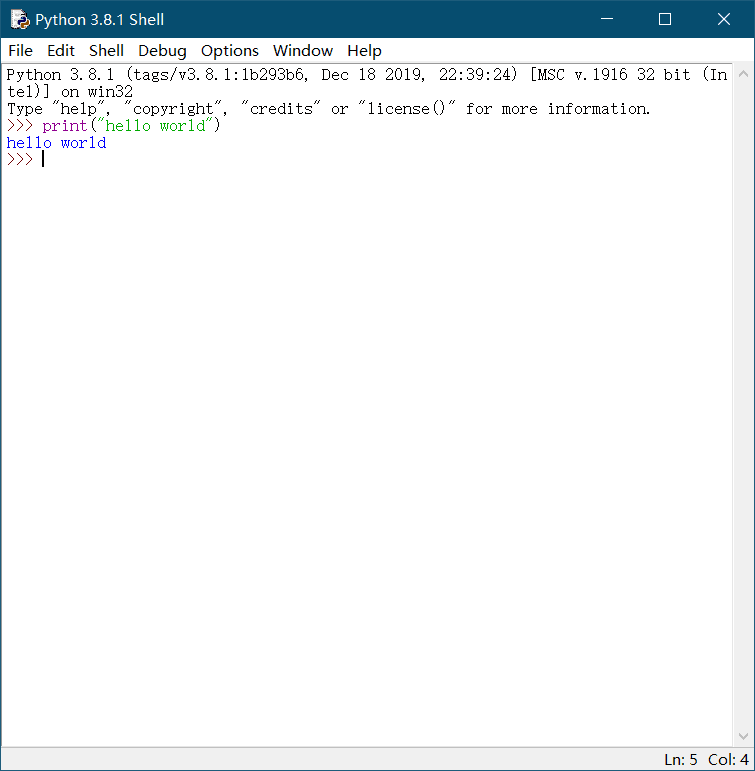 Python 3.8.1 Shell
File Edit Shell Debug Options Window Help
Python 3.8.1 (tags/v3.8.1:1b293b6, Dec 18 2019, 22:39:24) [MSC v.1916 32 bit (In
tel)] on win32
Type "help", "copyright", "credits" or "license()" for more information.
>>> print("hello world")
hello world
>>>
Ln: 5 Col: 4